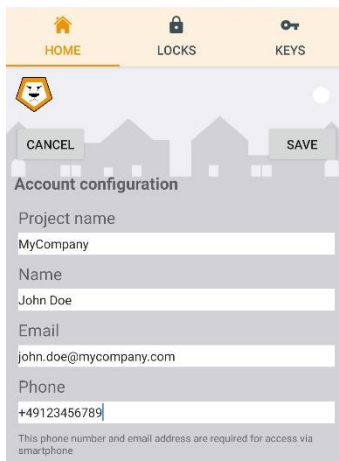 HOME LOCKS KEYS
CANCEL SAVE
Account configuration
Project name
MyCompany
Name
John Doe
Email
john.doe@mycompany.com
Phone
+49123456789
This phone number and email address are required for access via
smartphone